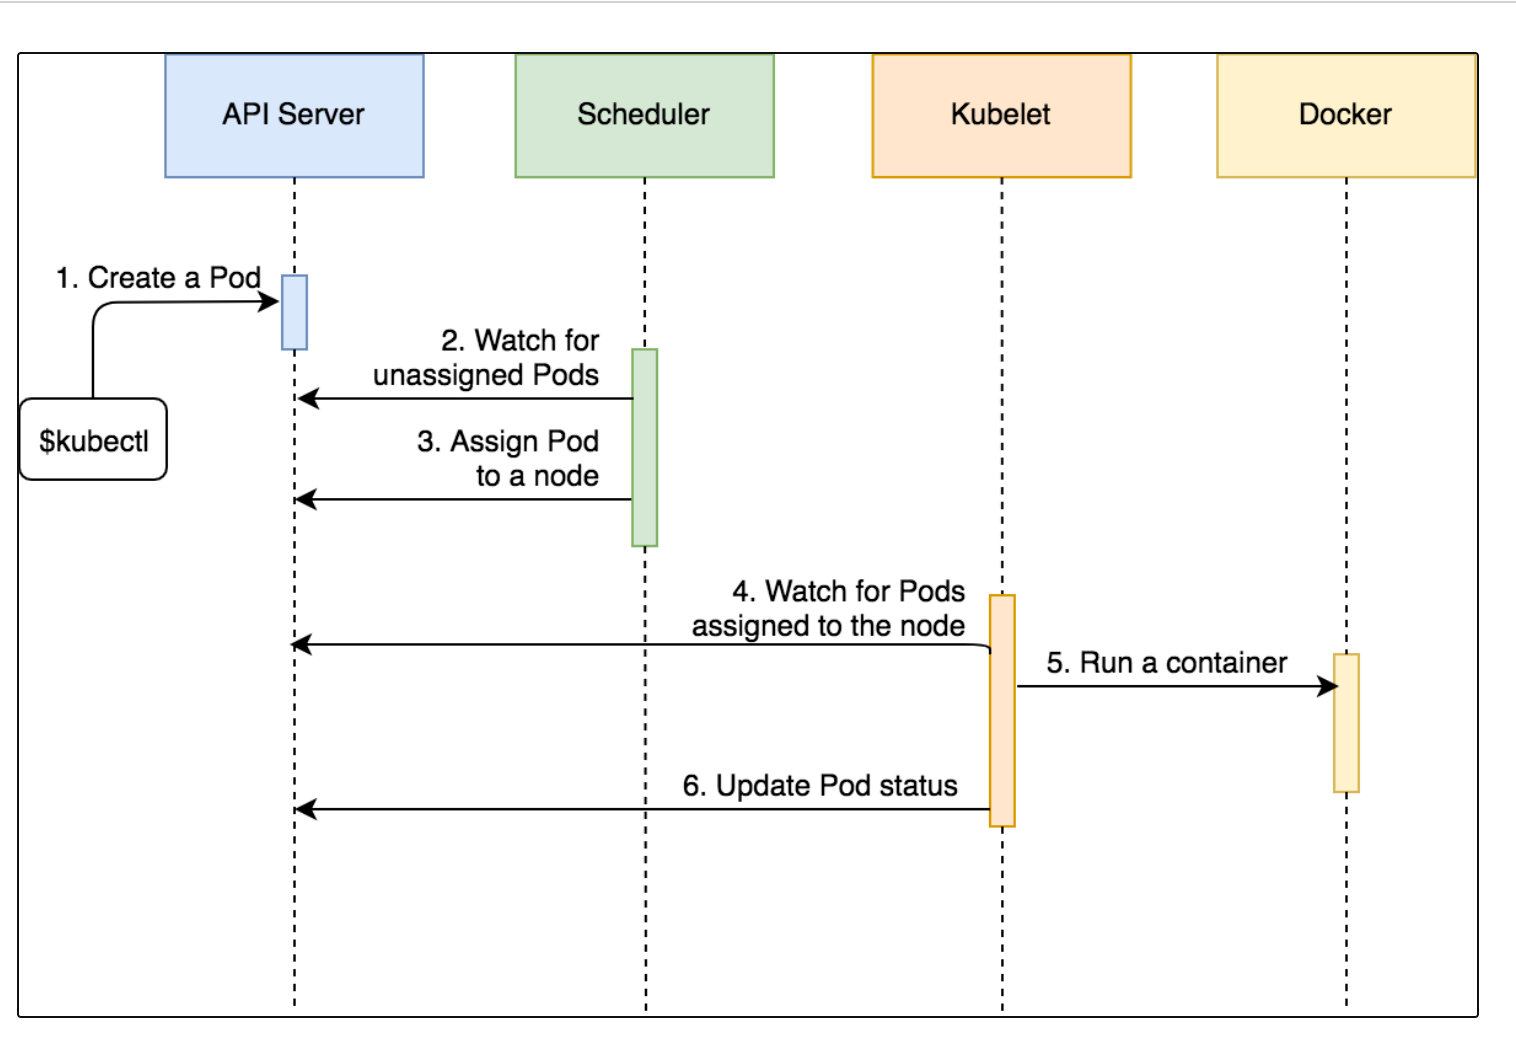 API Server
Scheduler
Kubelet
Docker
1. Create a Pod
2. Watch for
unassigned Pods
$kubectl
3. Assign Pod
to a node
4. Watch for Pods
assigned to the node
5. Run a container
6. Update Pod status